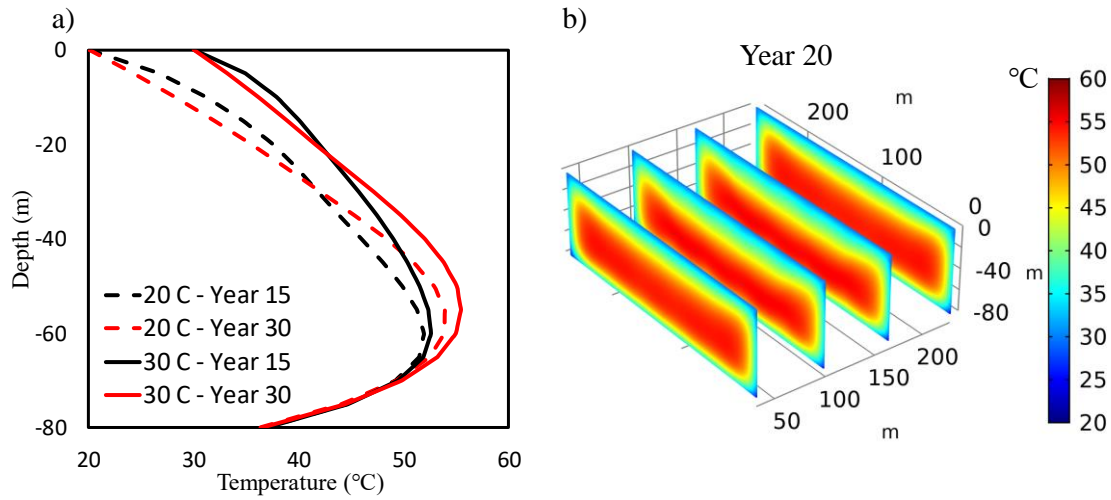 a)
0
-20
-40
-60
-80
Depth (m)
20 C - Year 15
20 C - Year 30
30 C - Year 15
30 C - Year 30
20 30 40 50 60
Temperature (°C)
b)
Year 20
°C
m
200
100
0
0
-40
-80
m
50
100
150
200
m
60
55
50
45
40
35
30
25
20